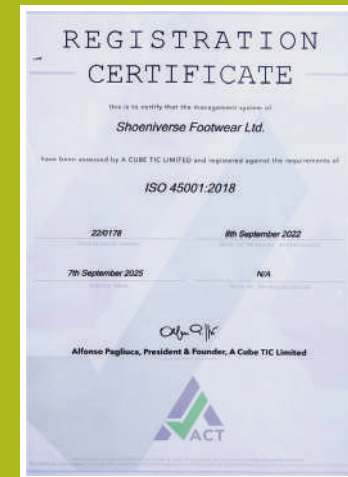 REGISTRATION
CERTIFICATE
this is to certify that the management system of
Shoeniverse Footwear Ltd.
have been assessed by A CUBE TIC LIMITED and registered against the requirements of
ISO 45001:2018
22/0178
8th September 2022
7th September 2025
N/A
Alfonso Pagliuca, President & Founder, A Cube TIC Limited
ACT